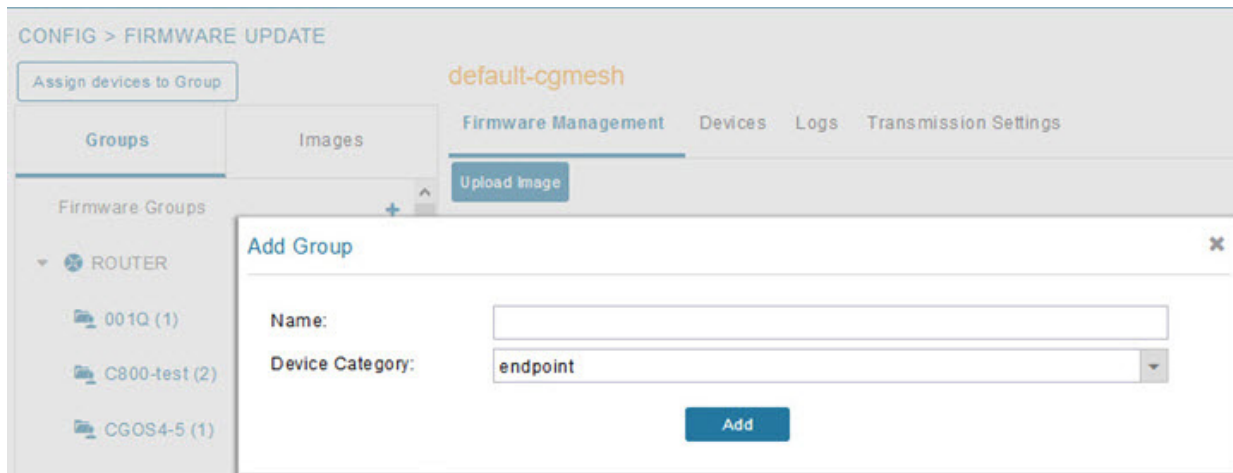 CONFIG > FIRMWARE UPDATE
Assign devices to Group
default-cgmesh
Groups
Images
Firmware Management
Devices
Logs
Transmission Settings
Upload Image
Firmware Groups
+
ROUTER
001Q (1)
C800-test (2)
CGOS4-5 (1)
Add Group
Name:
Device Category:
endpoint
Add